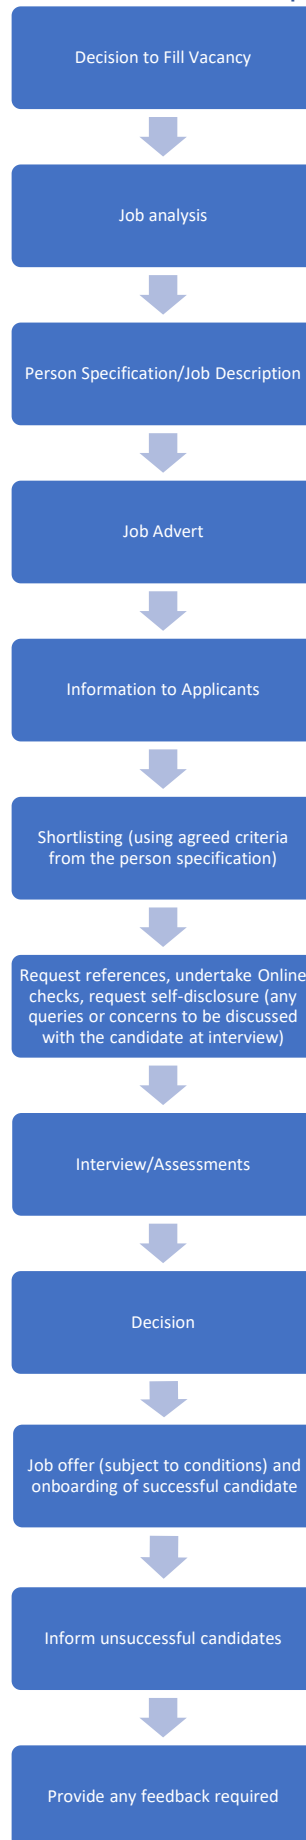 Decision to Fill Vacancy
Job analysis
Person Specification/Job Description
Job Advert
Information to Applicants
Shortlisting (using agreed criteria
from the person specification)
Request references, undertake Online
checks, request self-disclosure (any
queries or concerns to be discussed
with the candidate at interview)
Interview/Assessments
Decision
Job offer (subject to conditions) and
onboarding of successful candidate
Inform unsuccessful candidates
Provide any feedback required